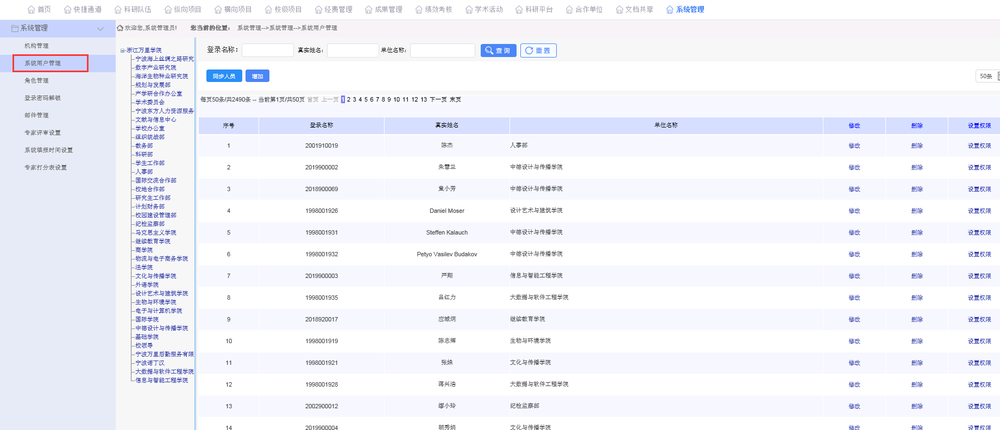 首页 快捷通道 科研队伍 纵向项目 横向项目 校级项目 经费管理 成果管理 绩效考核 学术活动 科研平台 合作单位 文档共享 系统管理
系统管理
机构管理
系统用户管理
角色管理
登录密码解锁
邮件管理
专家评审设置
系统填报时间设置
专家打分表设置
欢迎您,系统管理员! 您当前的位置： 系统管理-->系统管理-->系统用户管理
浙江万里学院
宁波海上丝绸之路研究
数字产业研究院
海洋生物种业研究院
规划与发展部
产学研合作办公室
学术委员会
宁波东方人力资源服务
文献与信息中心
学校办公室
组织统战部
教务部
科研部
学生工作部
人事部
国际交流合作部
校地合作部
研究生工作部
计划财务部
校园建设管理部
纪检监察部
马克思主义学院
继续教育学院
商学院
物流与电子商务学院
法学院
文化与传播学院
外语学院
设计艺术与建筑学院
生物与环境学院
电子与计算机学院
国际学院
中德设计与传播学院
基础学院
校领导
宁波万里后勤服务有限
宁波诺丁汉
大数据与软件工程学院
信息与智能工程学院
登录名称： 真实姓名： 单位名称： 查 询 重 置
同步人员 增加 50条
每页50条/共2490条 -- 当前第1页/共50页 首页 上一页 1 2 3 4 5 6 7 8 9 10 11 12 13 下一页 末页
序号 登录名称 真实姓名 单位名称 修改 删除 设置权限
1 2001910019 陈杰 人事部 修改 删除 设置权限
2 2019900002 朱慧兰 中德设计与传播学院 修改 删除 设置权限
3 2018900069 童小芳 中德设计与传播学院 修改 删除 设置权限
4 1998001926 Daniel Moser 设计艺术与建筑学院 修改 删除 设置权限
5 1998001931 Steffen Kalauch 中德设计与传播学院 修改 删除 设置权限
6 1998001932 Petyo Vasilev Budakov 中德设计与传播学院 修改 删除 设置权限
7 2019900003 严翔 信息与智能工程学院 修改 删除 设置权限
8 1998001935 吕红力 大数据与软件工程学院 修改 删除 设置权限
9 2018920017 应城炯 继续教育学院 修改 删除 设置权限
10 1998001919 陈志辉 生物与环境学院 修改 删除 设置权限
11 1998001921 张姝 文化与传播学院 修改 删除 设置权限
12 1998001928 蒋兴浩 大数据与软件工程学院 修改 删除 设置权限
13 2002900012 缪小玲 纪检监察部 修改 删除 设置权限
14 2019900004 胡秀娟 文化与传播学院 修改 删除 设置权限